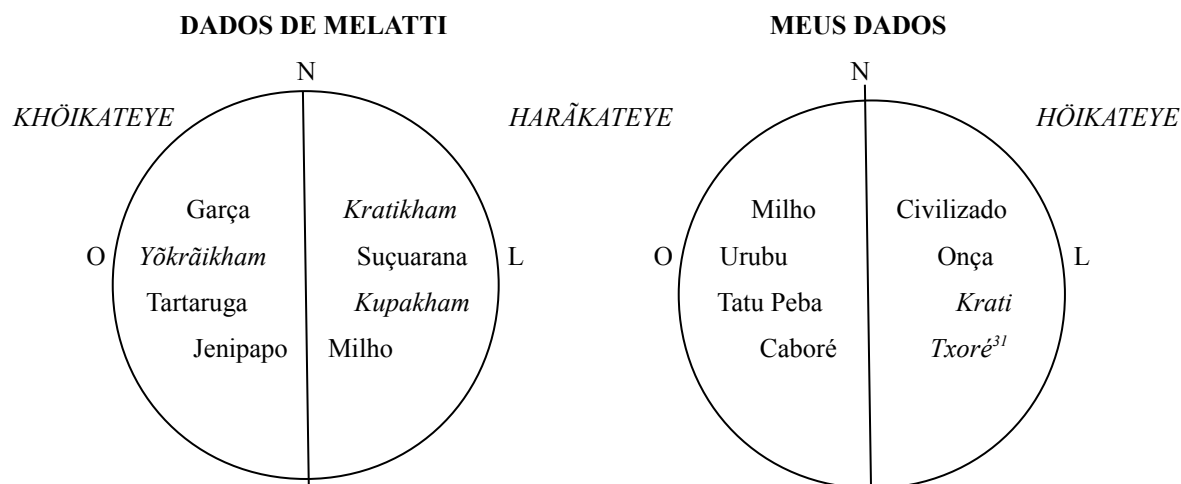 DADOS DE MELATTI MEUS DADOS
N N
KHÖIKATEYE HARÃKATEYE HÖIKATEYE
Garça Kratikham Milho Civilizado
O Yõkrãikham Suçuarana L O Urubu Onça L
Tartaruga Kupakham Tatu Peba Krati
Jenipapo Milho Caboré Txoré31